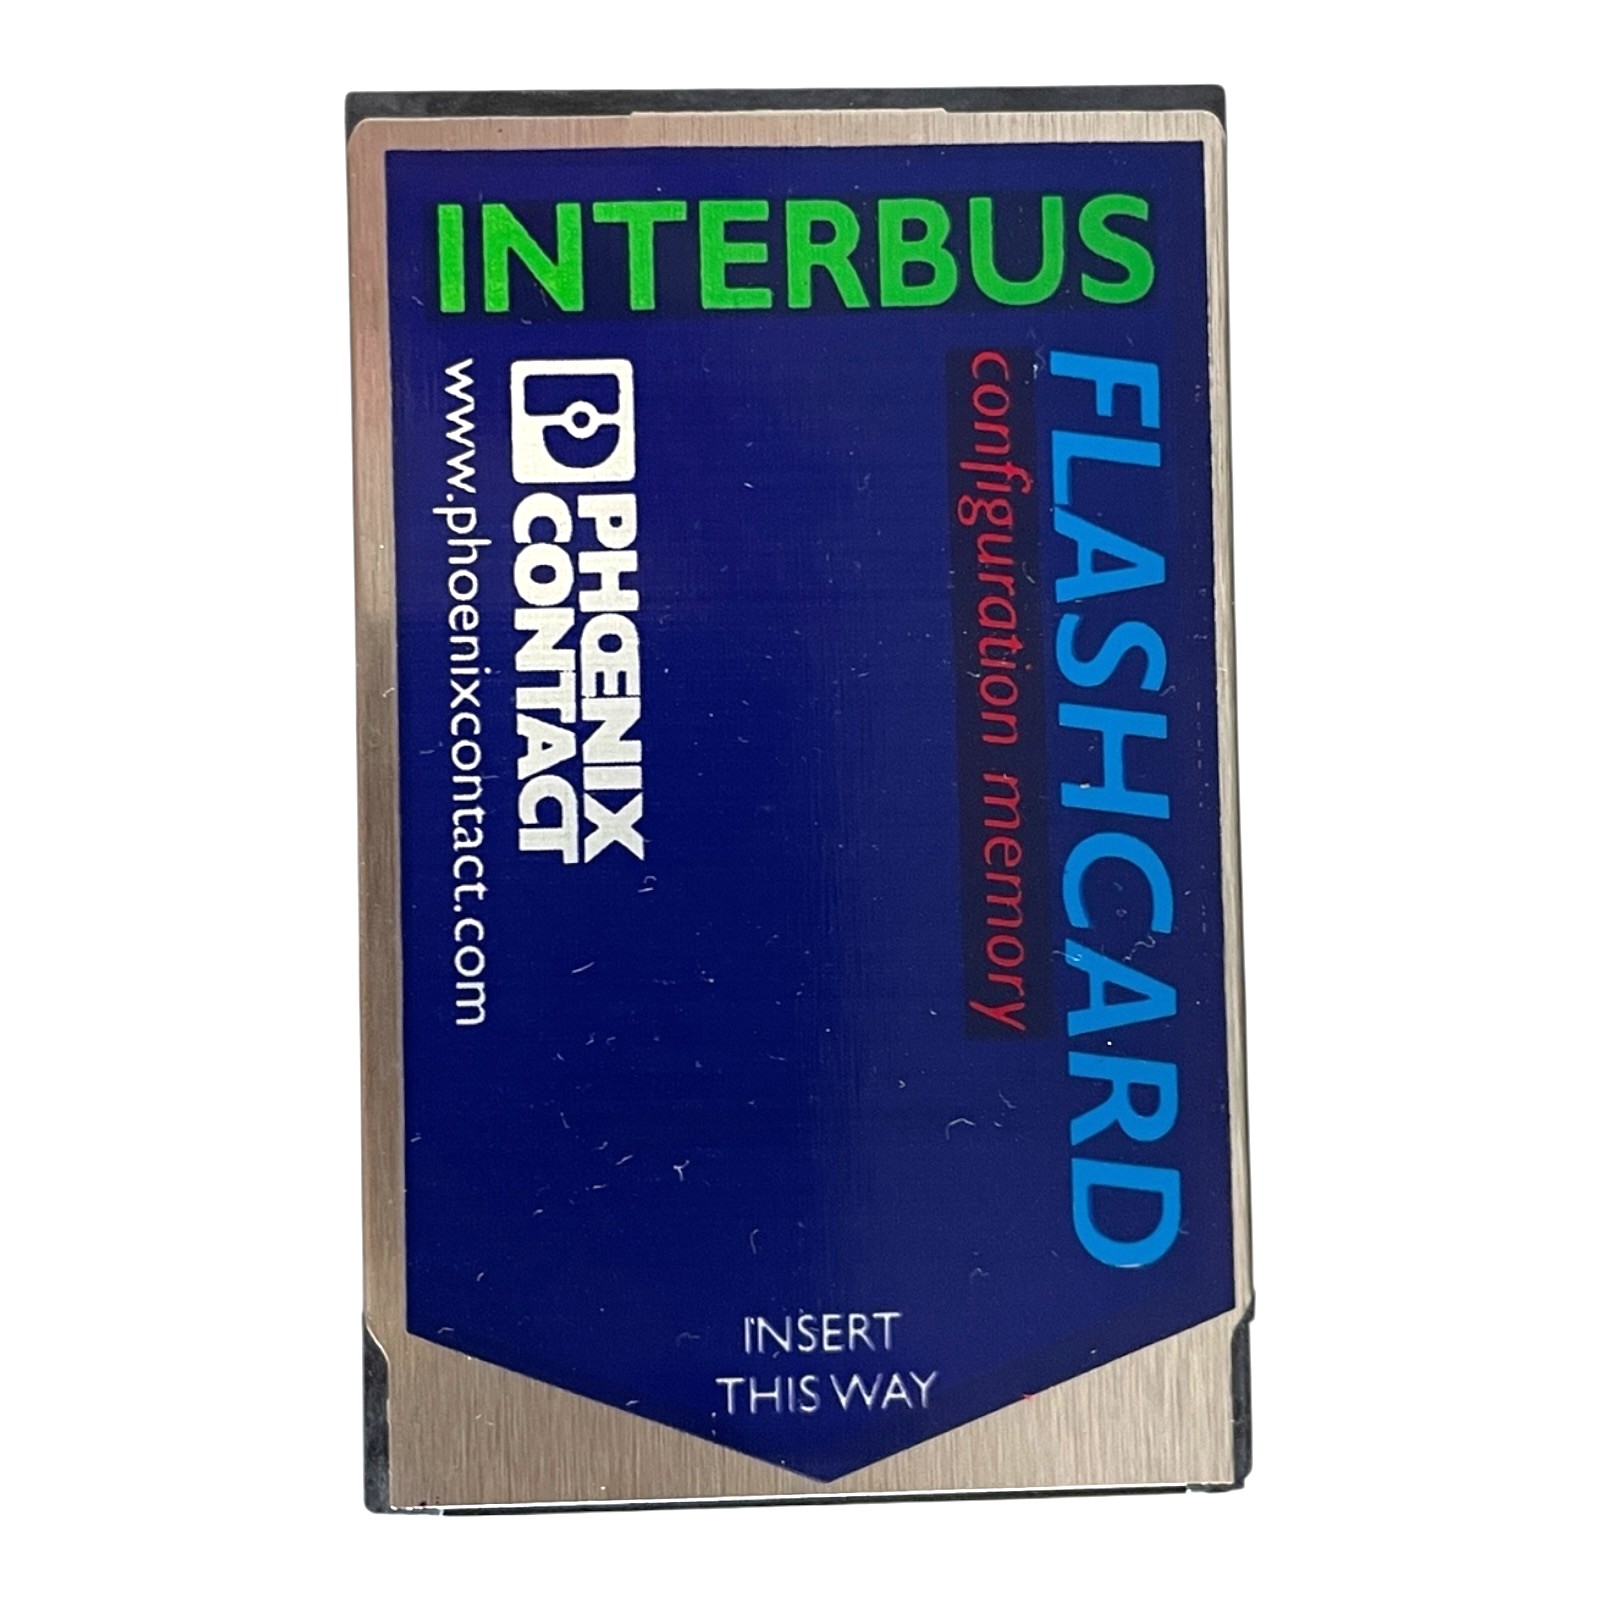 INTERBUS
FLASHCARD
configuration memory
PHOENIX
CONTACT
www.phoenixcontact.com
INSERT
THIS WAY